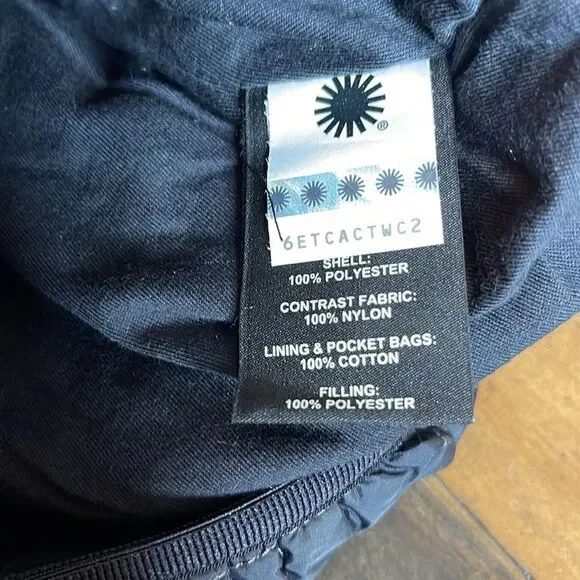 ®
6ETCACTWC2
SHELL:
100% POLYESTER
CONTRAST FABRIC:
100% NYLON
LINING & POCKET BAGS:
100% COTTON
FILLING:
100% POLYESTER